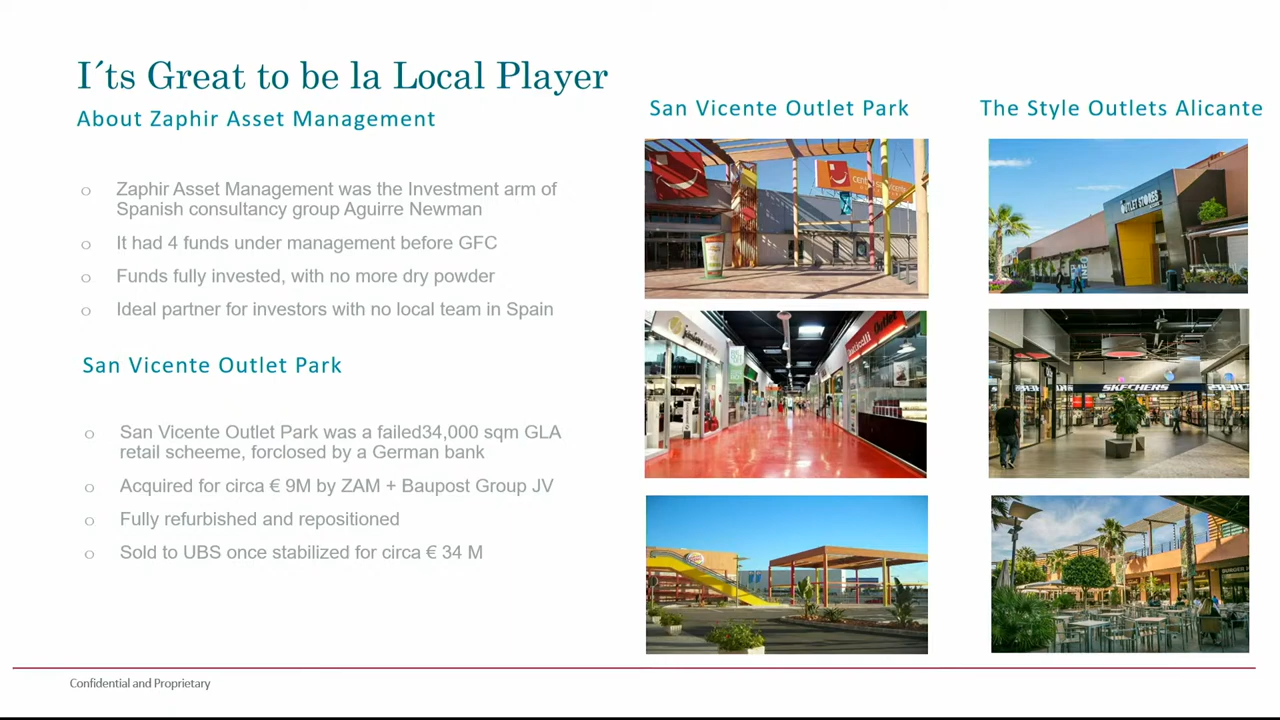 I´ts Great to be la Local Player
About Zaphir Asset Management
o Zaphir Asset Management was the Investment arm of
Spanish consultancy group Aguirre Newman
o It had 4 funds under management before GFC
o Funds fully invested, with no more dry powder
o Ideal partner for investors with no local team in Spain
San Vicente Outlet Park
o San Vicente Outlet Park was a failed34,000 sqm GLA
retail scheeme, forclosed by a German bank
o Acquired for circa € 9M by ZAM + Baupost Group JV
o Fully refurbished and repositioned
o Sold to UBS once stabilized for circa € 34 M
San Vicente Outlet Park
The Style Outlets Alicante
OUTLET STORES
Outlet
SKECHERS
Confidential and Proprietary